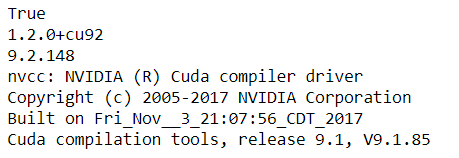 True
1.2.0+cu92
9.2.148
nvcc: NVIDIA (R) Cuda compiler driver
Copyright (c) 2005-2017 NVIDIA Corporation
Built on Fri_Nov__3_21:07:56_CDT_2017
Cuda compilation tools, release 9.1, V9.1.85